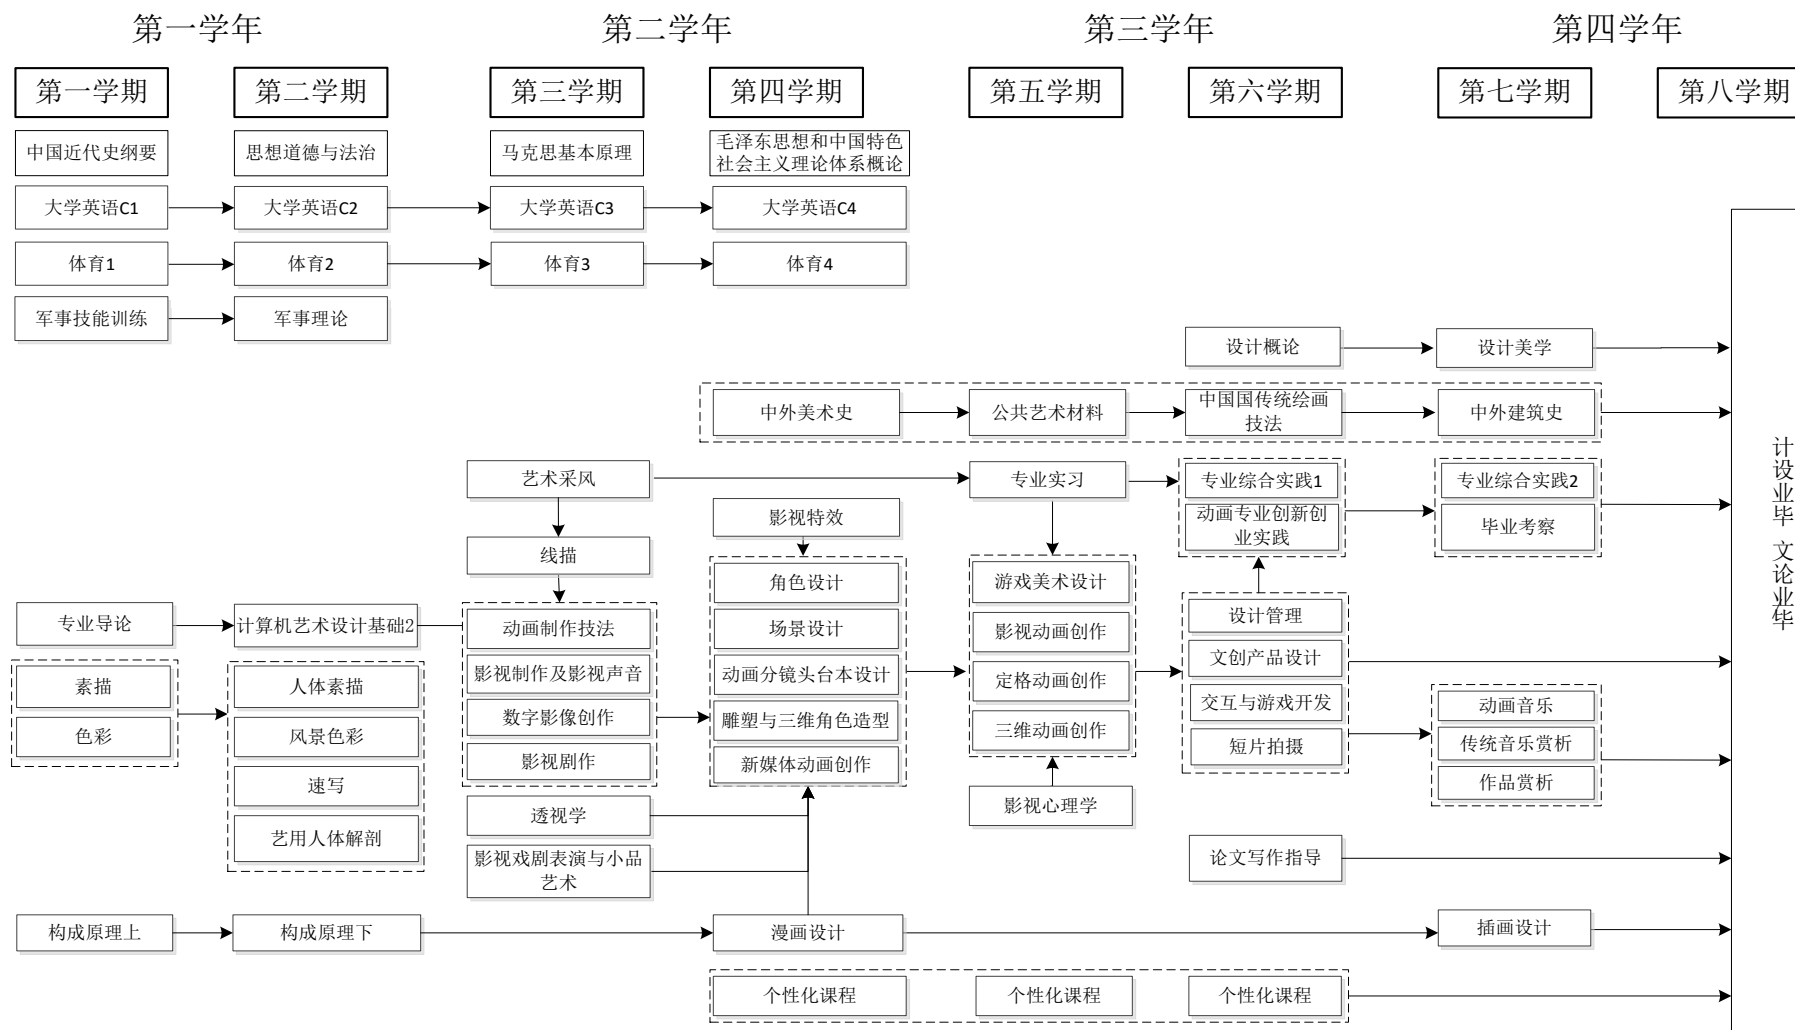 第一学年
第二学年
第三学年
第四学年
第一学期
第二学期
第三学期
第四学期
第五学期
第六学期
第七学期
第八学期
中国近代史纲要
思想道德与法治
马克思基本原理
毛泽东思想和中国特色
社会主义理论体系概论
大学英语C1
大学英语C2
大学英语C3
大学英语C4
体育1
体育2
体育3
体育4
军事技能训练
军事理论
设计概论
设计美学
中外美术史
公共艺术材料
中国国传统绘画
技法
中外建筑史
艺术采风
专业实习
专业综合实践1
专业综合实践2
影视特效
动画专业创新创
业实践
毕业考察
线描
角色设计
游戏美术设计
专业导论
计算机艺术设计基础2
动画制作技法
场景设计
影视动画创作
设计管理
素描
人体素描
影视制作及影视声音
动画分镜头台本设计
定格动画创作
文创产品设计
色彩
风景色彩
数字影像创作
雕塑与三维角色造型
三维动画创作
交互与游戏开发
动画音乐
速写
影视剧作
新媒体动画创作
短片拍摄
传统音乐赏析
作品赏析
艺用人体解剖
透视学
影视心理学
影视戏剧表演与小品
艺术
论文写作指导
构成原理上
构成原理下
漫画设计
插画设计
个性化课程
个性化课程
个性化课程
计设业毕 文论业毕